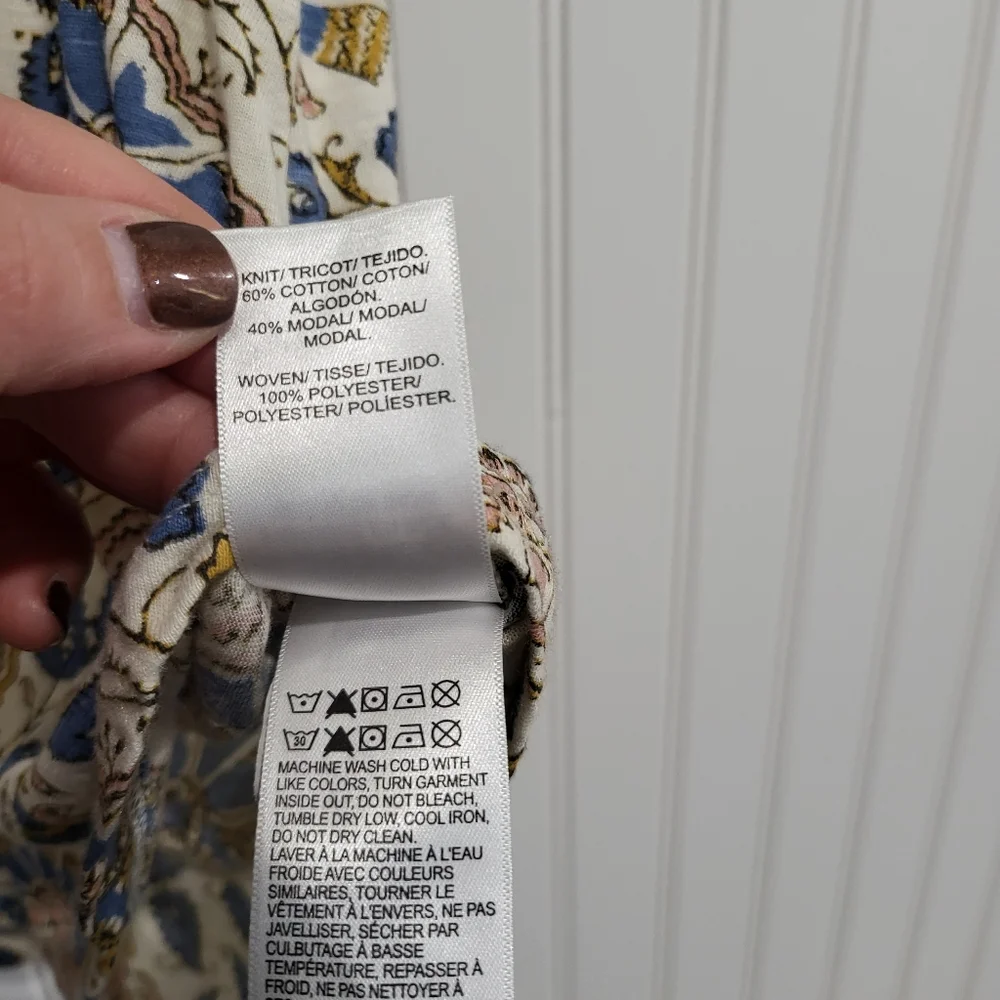 KNIT/ TRICOT/ TEJIDO.
60% COTTON/ COTON/
ALGODÓN.
40% MODAL/ MODAL/
MODAL.
WOVEN/ TISSE/ TEJIDO.
100% POLYESTER/
POLYESTER/ POLÍESTER.
30
MACHINE WASH COLD WITH
LIKE COLORS, TURN GARMENT
INSIDE OUT, DO NOT BLEACH,
TUMBLE DRY LOW, COOL IRON,
DO NOT DRY CLEAN.
LAVER À LA MACHINE À L'EAU
FROIDE AVEC COULEURS
SIMILAIRES, TOURNER LE
VÊTEMENT À L'ENVERS, NE PAS
JAVELLISER, SÉCHER PAR
CULBUTAGE À BASSE
TEMPÉRATURE, REPASSER À
FROID, NE PAS NETTOYER À